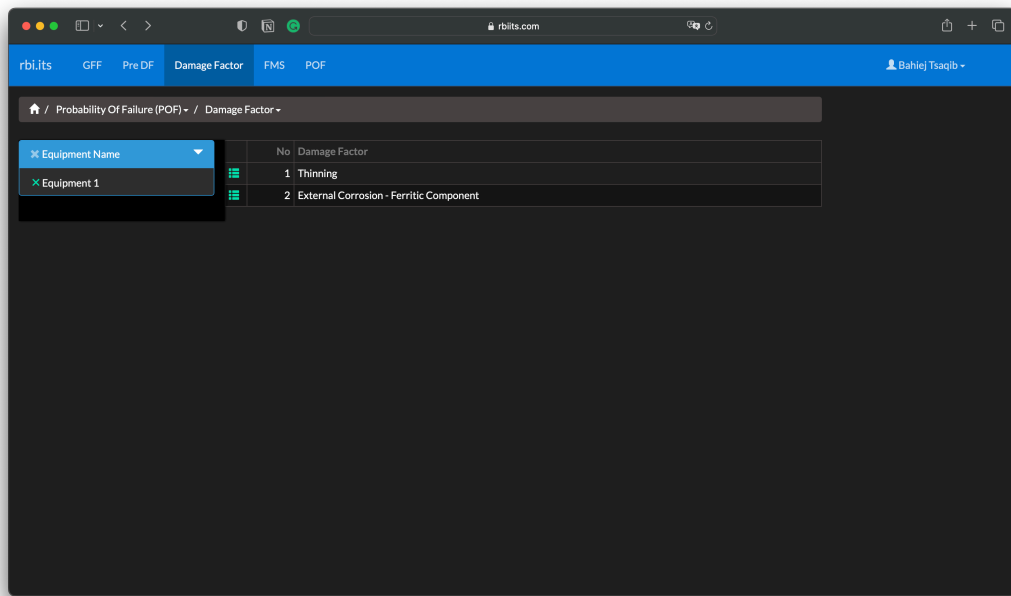 rbiits.com
rbi.its GFF Pre DF Damage Factor FMS POF Bahiej Tsaqib
/ Probability Of Failure (POF) / Damage Factor
Equipment Name
Equipment 1
No Damage Factor
1 Thinning
2 External Corrosion - Ferritic Component